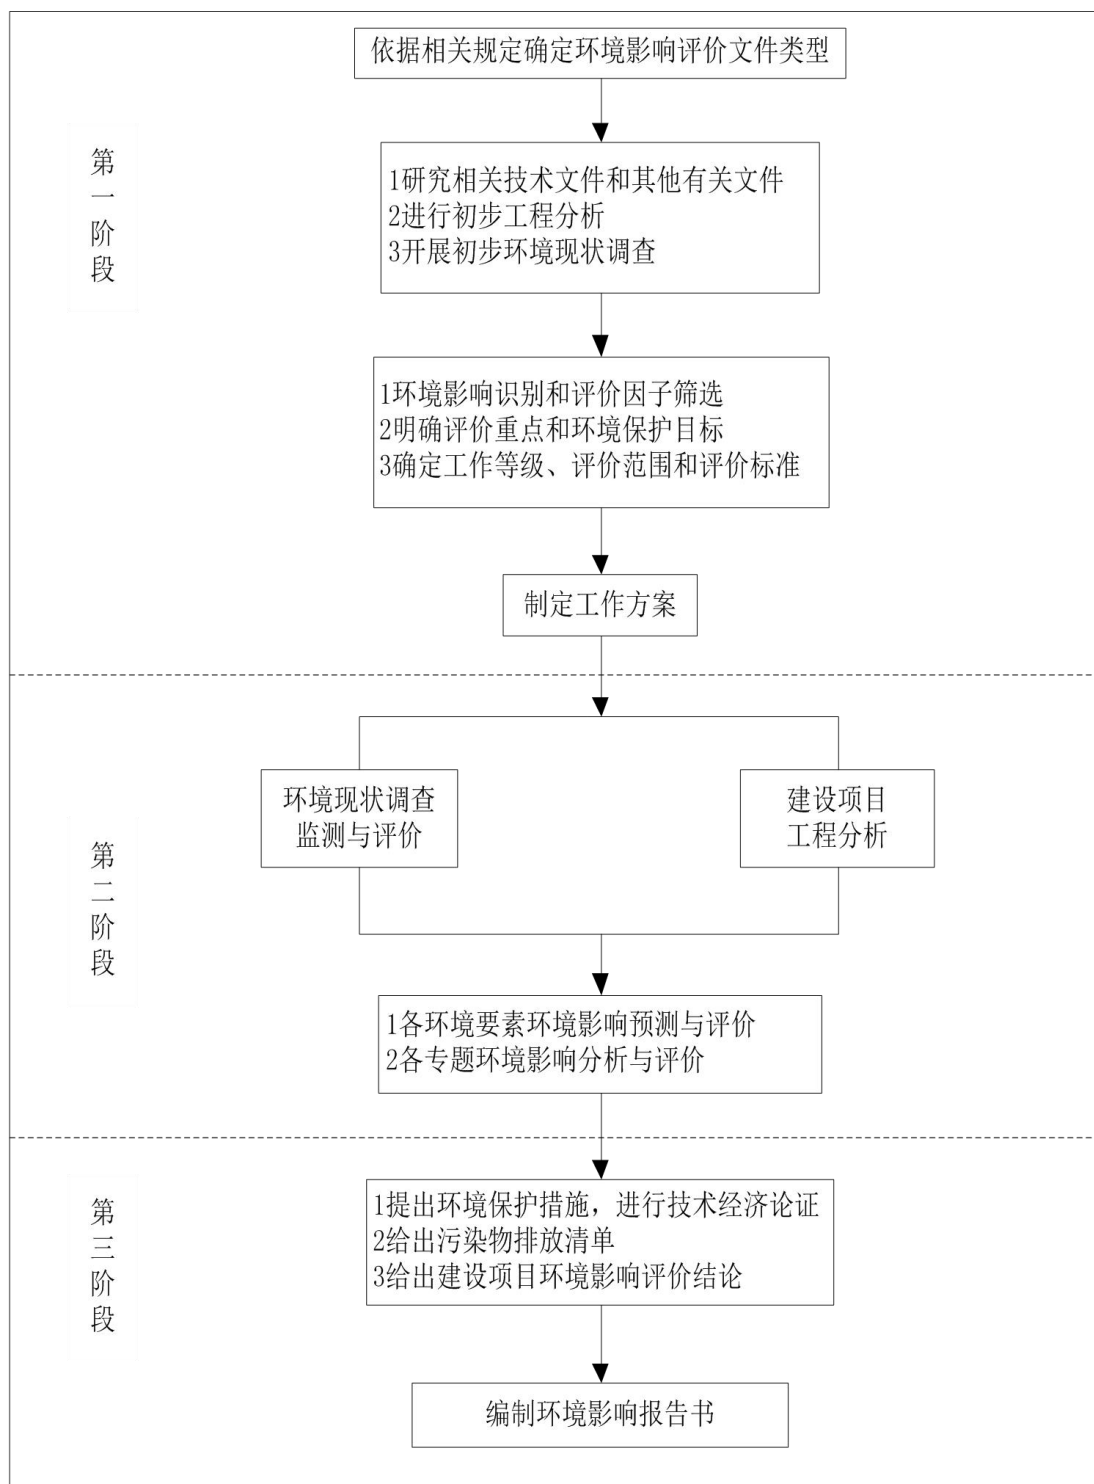 依据相关规定确定环境影响评价文件类型
第一阶段
1研究相关技术文件和其他有关文件
2进行初步工程分析
3开展初步环境现状调查
1环境影响识别和评价因子筛选
2明确评价重点和环境保护目标
3确定工作等级、评价范围和评价标准
制定工作方案
第二阶段
环境现状调查
监测与评价
建设项目
工程分析
1各环境要素环境影响预测与评价
2各专题环境影响分析与评价
第三阶段
1提出环境保护措施，进行技术经济论证
2给出污染物排放清单
3给出建设项目环境影响评价结论
编制环境影响报告书